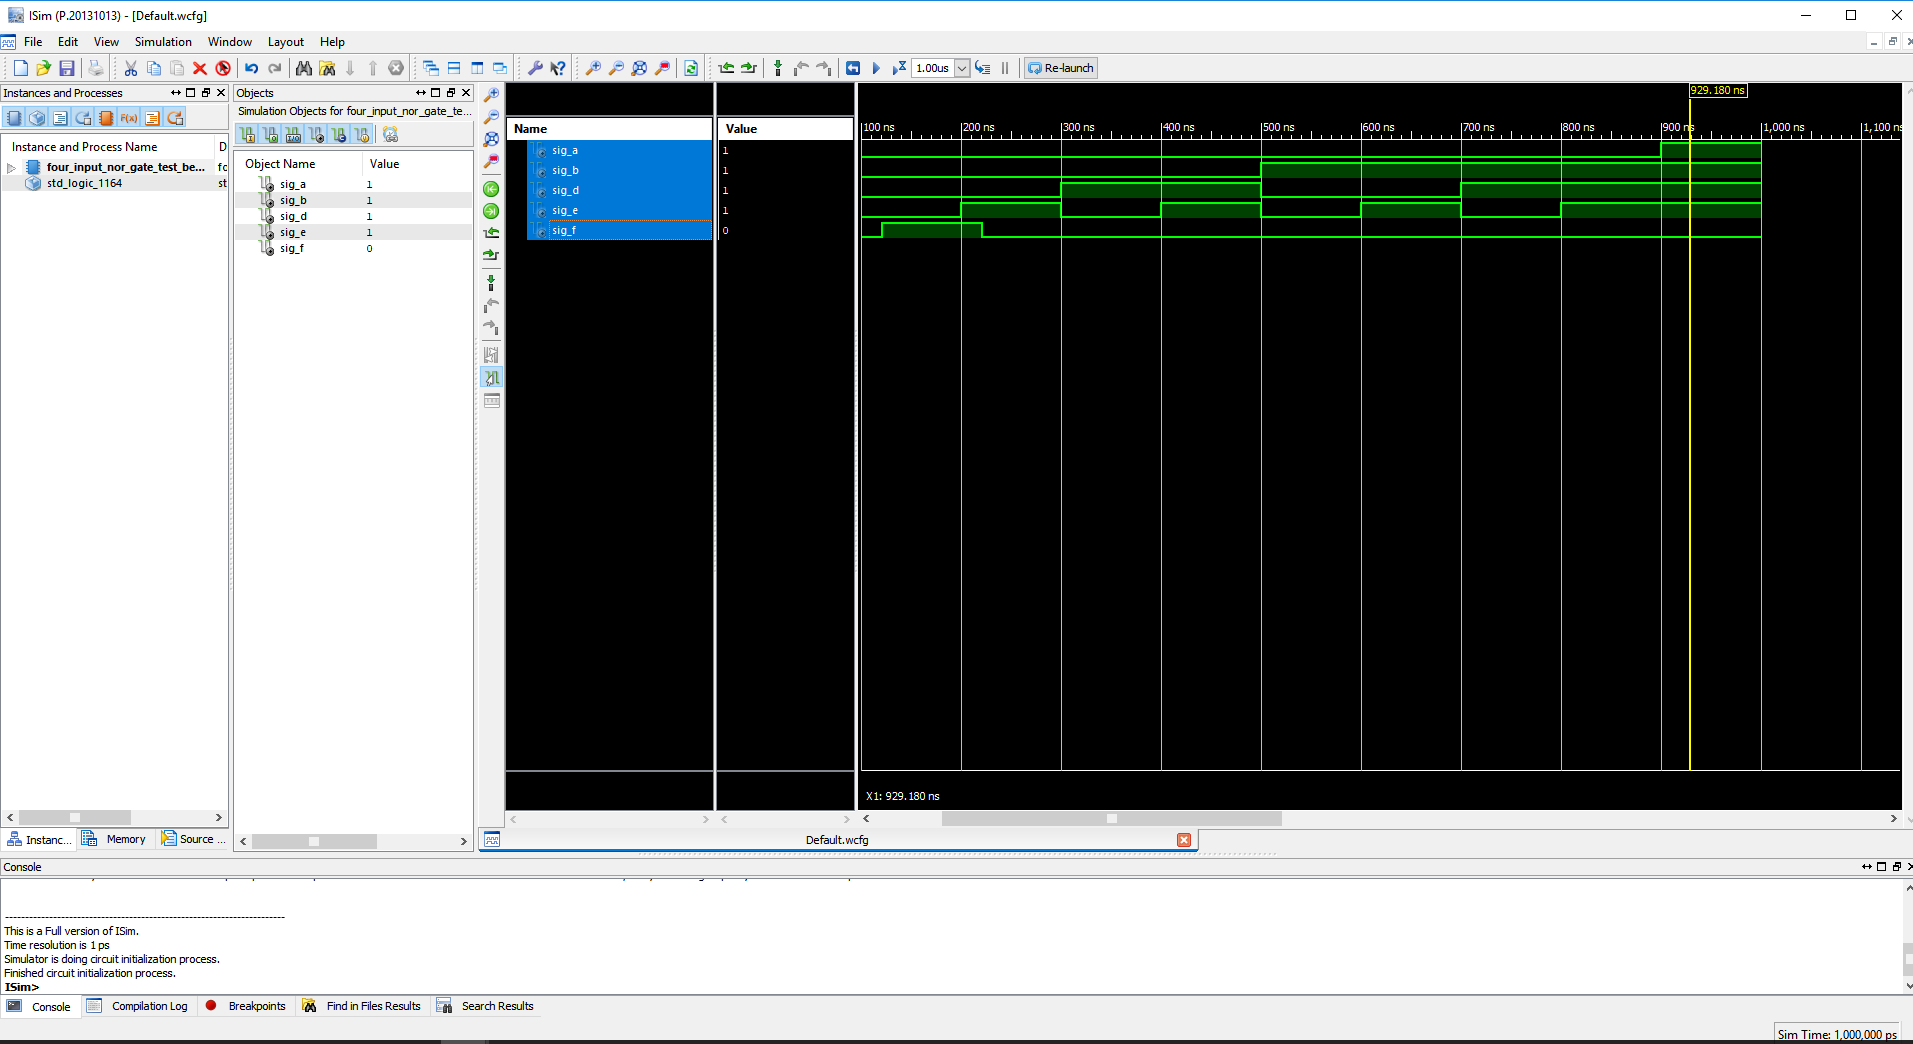 ISim (P.20131013) - [Default.wcfg]
File Edit View Simulation Window Layout Help
1.00us Re-launch
Instances and Processes
Instance and Process Name D
four_input_nor_gate_test_be... fc
std_logic_1164 st
Instanc... Memory Source ...
Objects
Simulation Objects for four_input_nor_gate_te...
Object Name Value
sig_a 1
sig_b 1
sig_d 1
sig_e 1
sig_f 0
Name Value
sig_a 1
sig_b 1
sig_d 1
sig_e 1
sig_f 0
929.180 ns
100 ns 200 ns 300 ns 400 ns 500 ns 600 ns 700 ns 800 ns 900 ns 1,000 ns 1,100 ns
X1: 929.180 ns
Default.wcfg
Console
This is a Full version of ISim.
Time resolution is 1 ps
Simulator is doing circuit initialization process.
Finished circuit initialization process.
ISim>
Console Compilation Log Breakpoints Find in Files Results Search Results
Sim Time: 1,000,000 ps